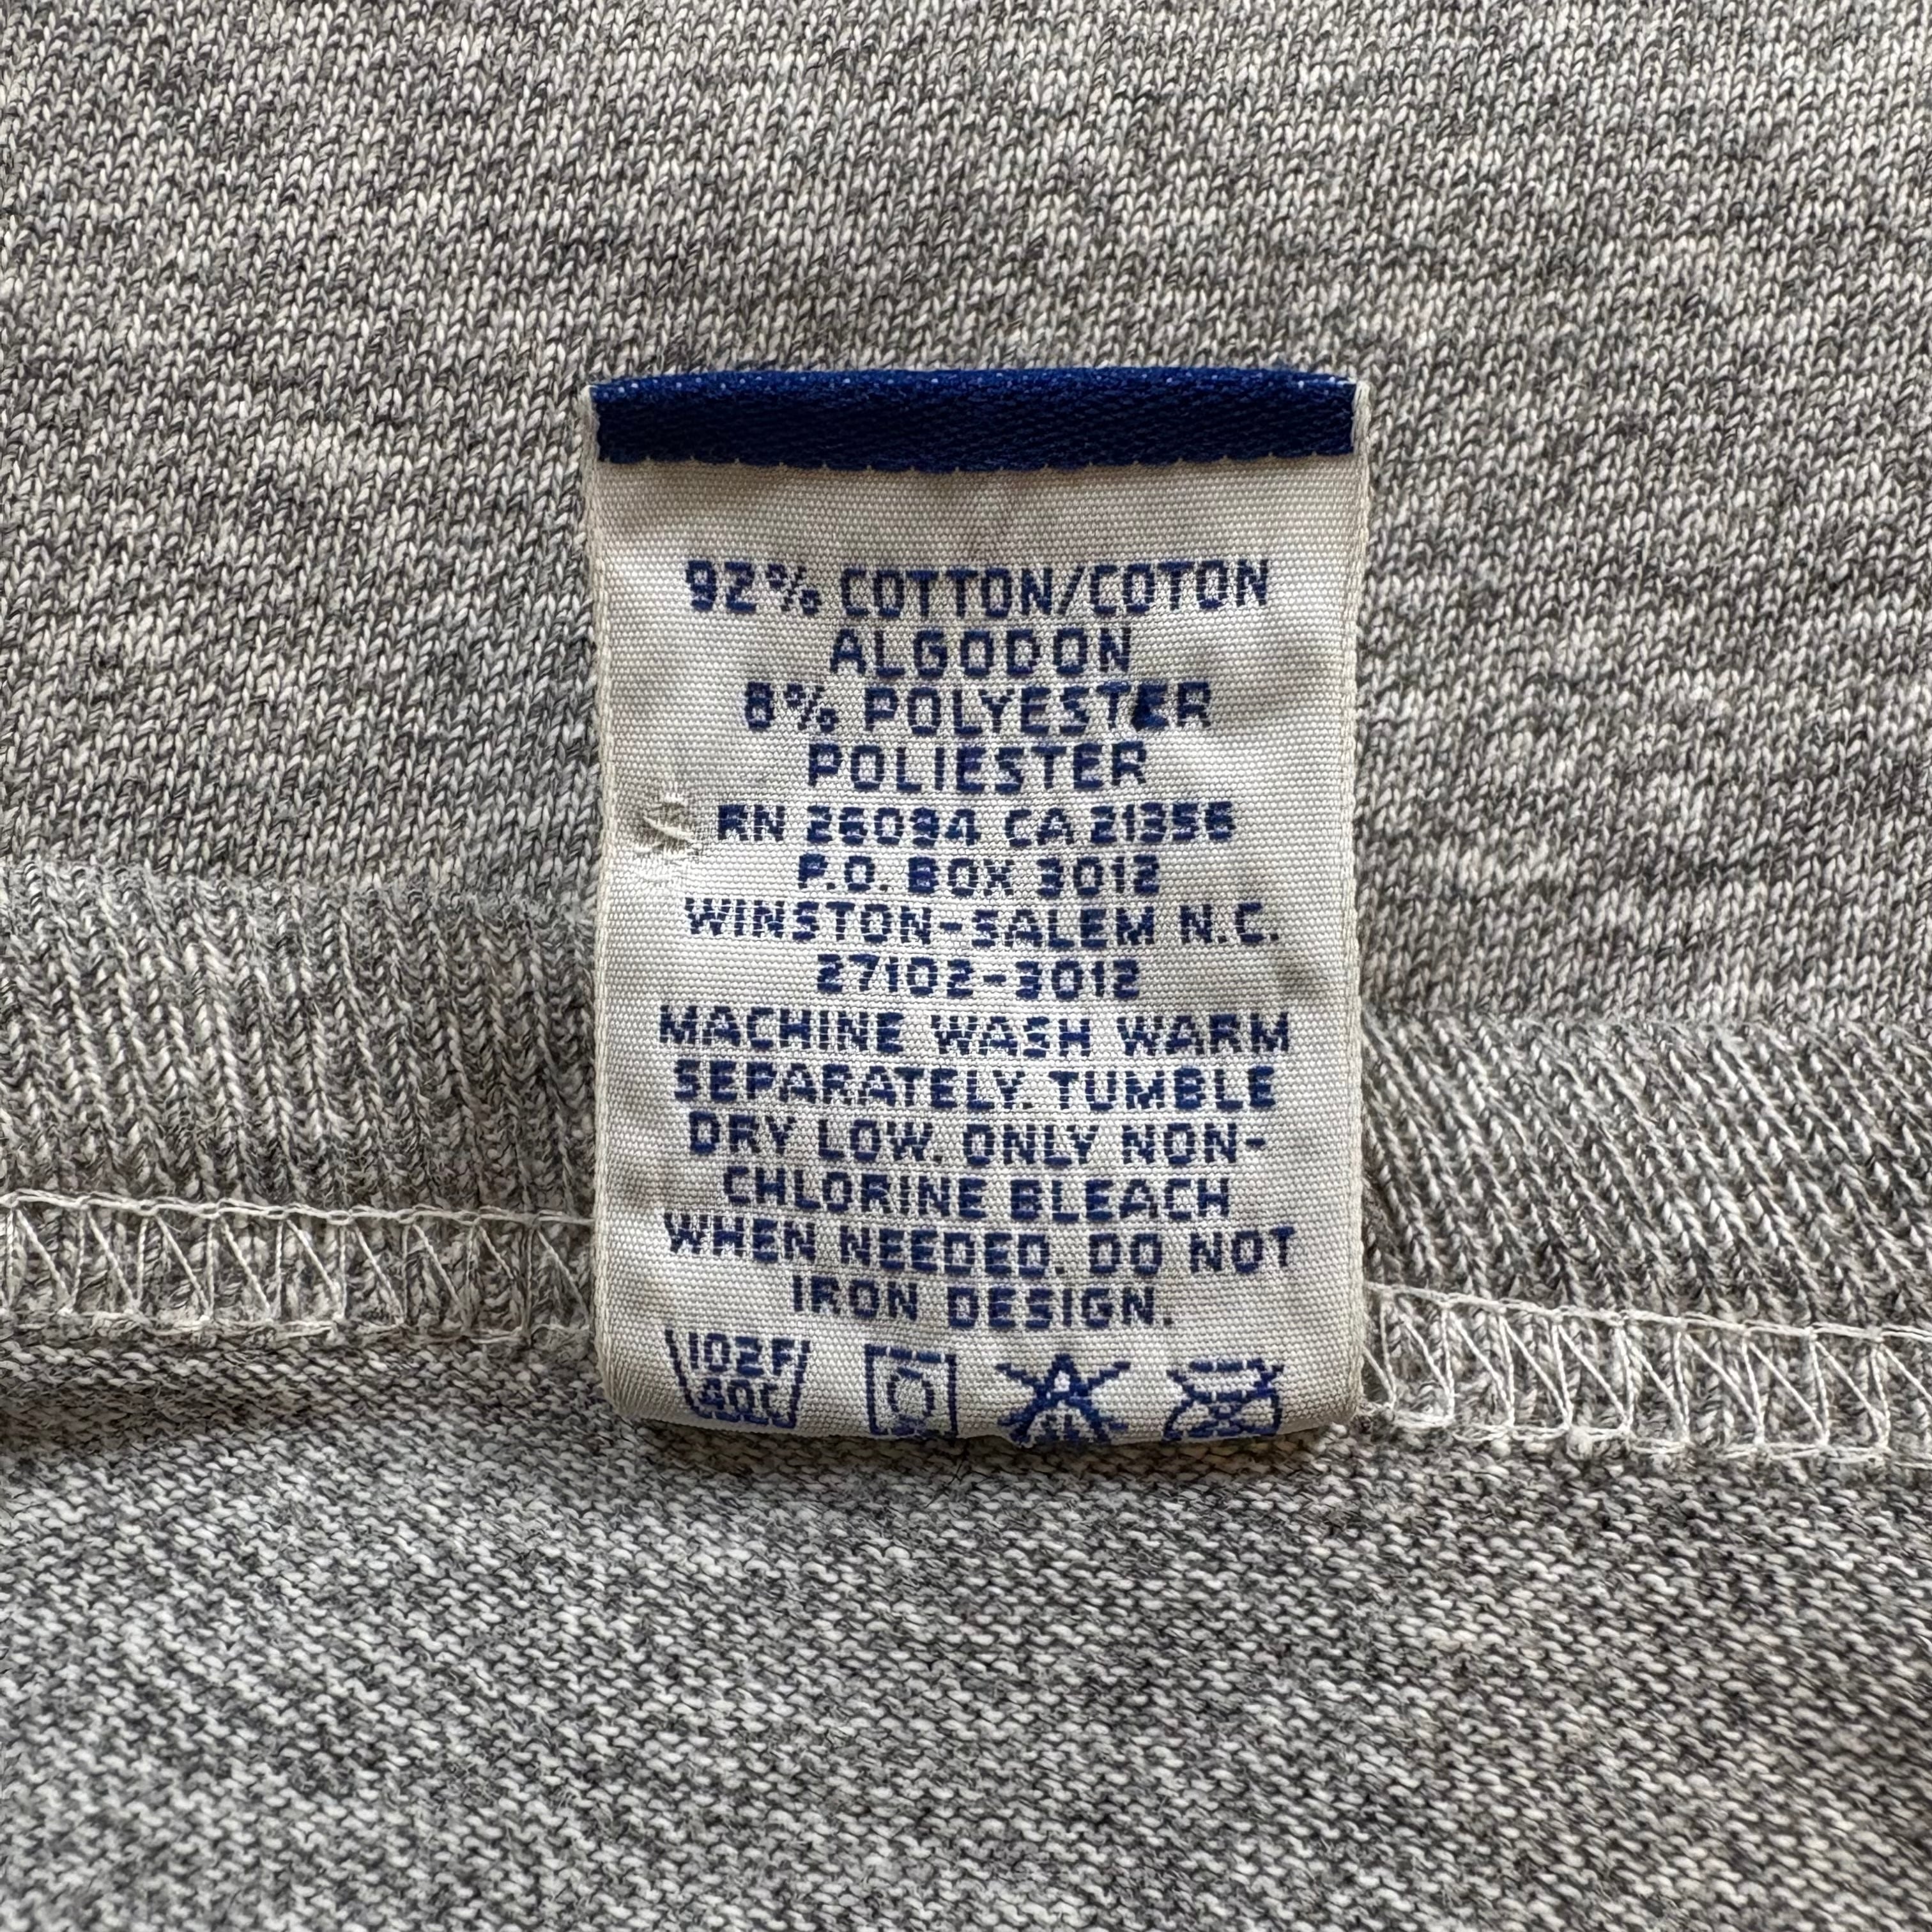 92% COTTON/COTON
ALGODON
8% POLYESTER
POLIESTER
RN 26094 CA 21356
P.O. BOX 3012
WINSTON-SALEM N.C.
27102-3012
MACHINE WASH WARM
SEPARATELY. TUMBLE
DRY LOW. ONLY NON-
CHLORINE BLEACH
WHEN NEEDED. DO NOT
IRON DESIGN.
102F
40C